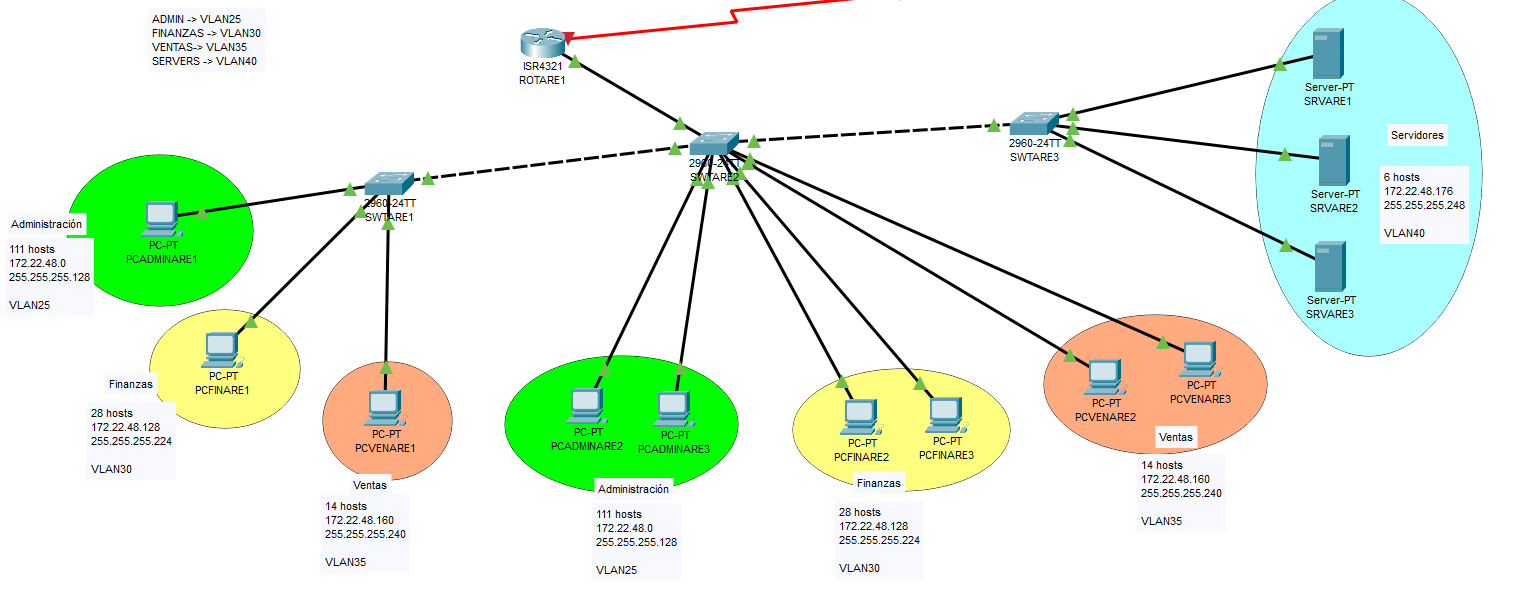 ADMIN -> VLAN25
FINANZAS -> VLAN30
VENTAS-> VLAN35
SERVERS -> VLAN40
ISR4321
ROTARE1
2960-24TT
SWTARE1
2960-24TT
SWTARE2
2960-24TT
SWTARE3
Server-PT
SRVARE1
Server-PT
SRVARE2
Server-PT
SRVARE3
Servidores
6 hosts
172.22.48.176
255.255.255.248
VLAN40
Administración
111 hosts
172.22.48.0
255.255.255.128
VLAN25
PC-PT
PCADMINARE1
Finanzas
28 hosts
172.22.48.128
255.255.255.224
VLAN30
PC-PT
PCFINARE1
PC-PT
PCVENARE1
Ventas
14 hosts
172.22.48.160
255.255.255.240
VLAN35
PC-PT
PCADMINARE2
PC-PT
PCADMINARE3
Administración
111 hosts
172.22.48.0
255.255.255.128
VLAN25
PC-PT
PCFINARE2
PC-PT
PCFINARE3
Finanzas
28 hosts
172.22.48.128
255.255.255.224
VLAN30
PC-PT
PCVENARE2
PC-PT
PCVENARE3
Ventas
14 hosts
172.22.48.160
255.255.255.240
VLAN35